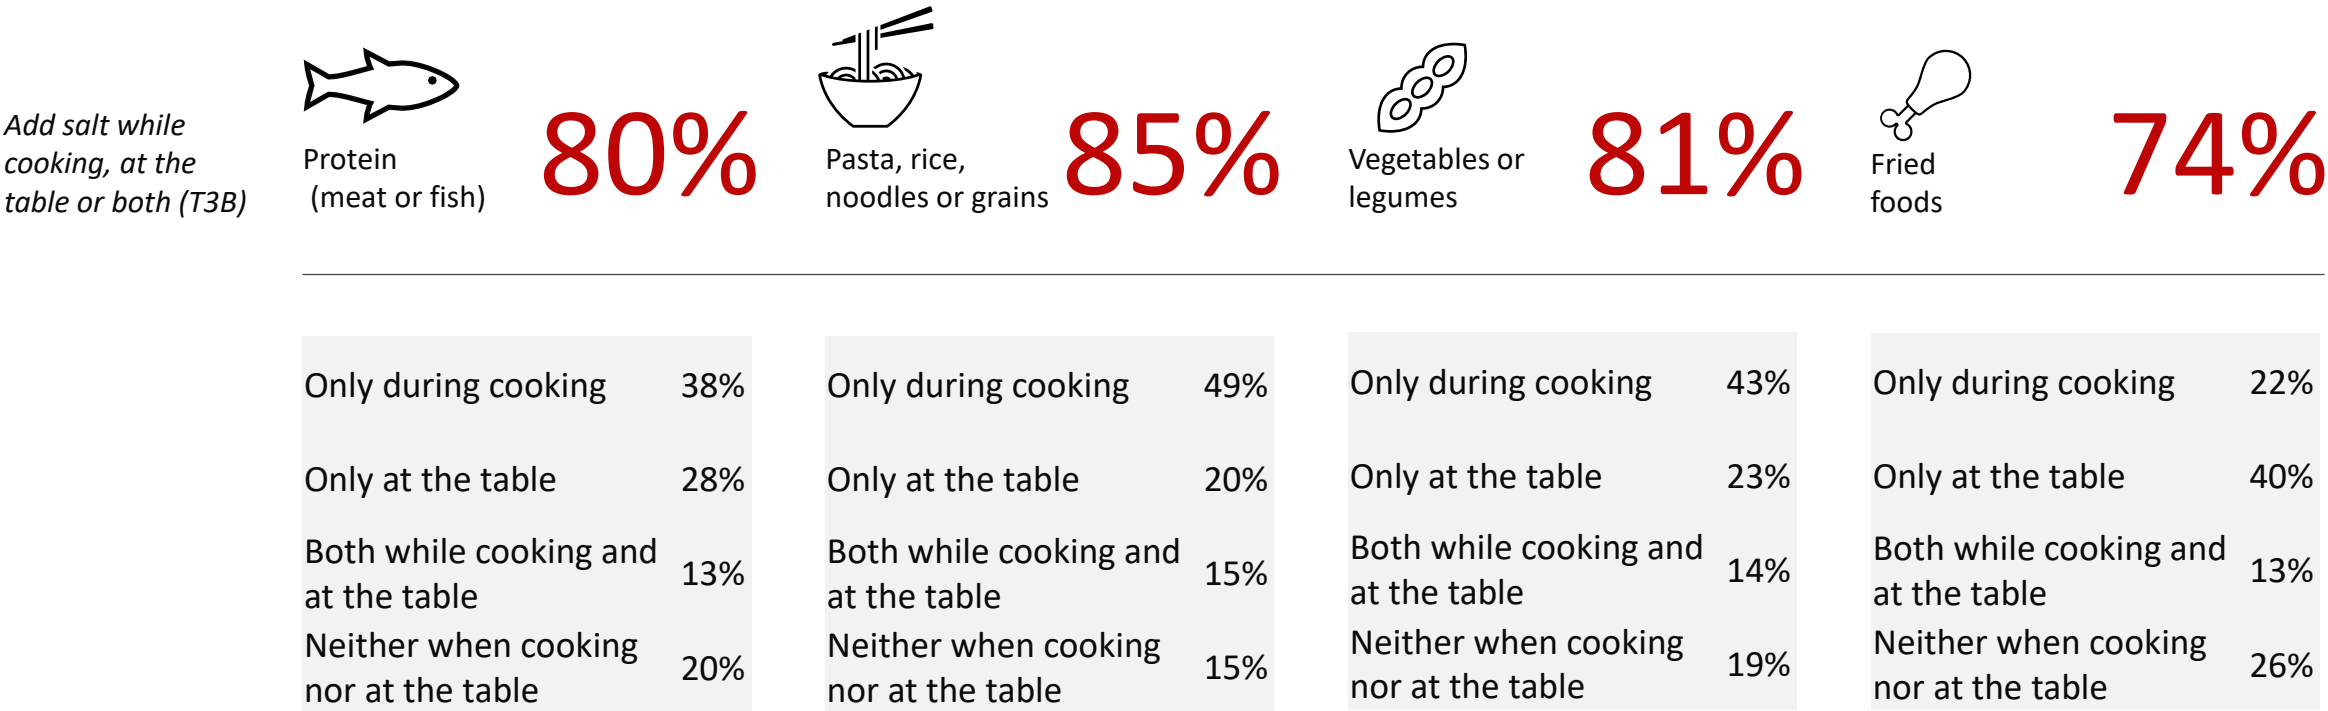 Add salt while
cooking, at the
table or both (T3B)
Protein
(meat or fish)
80%
Pasta, rice,
noodles or grains
85%
Vegetables or
legumes
81%
Fried
foods
74%
Only during cooking 38%
Only at the table 28%
Both while cooking and
at the table
13%
Neither when cooking
nor at the table
20%
Only during cooking 49%
Only at the table 20%
Both while cooking and
at the table
15%
Neither when cooking
nor at the table
15%
Only during cooking 43%
Only at the table 23%
Both while cooking and
at the table
14%
Neither when cooking
nor at the table
19%
Only during cooking 22%
Only at the table 40%
Both while cooking and
at the table
13%
Neither when cooking
nor at the table
26%